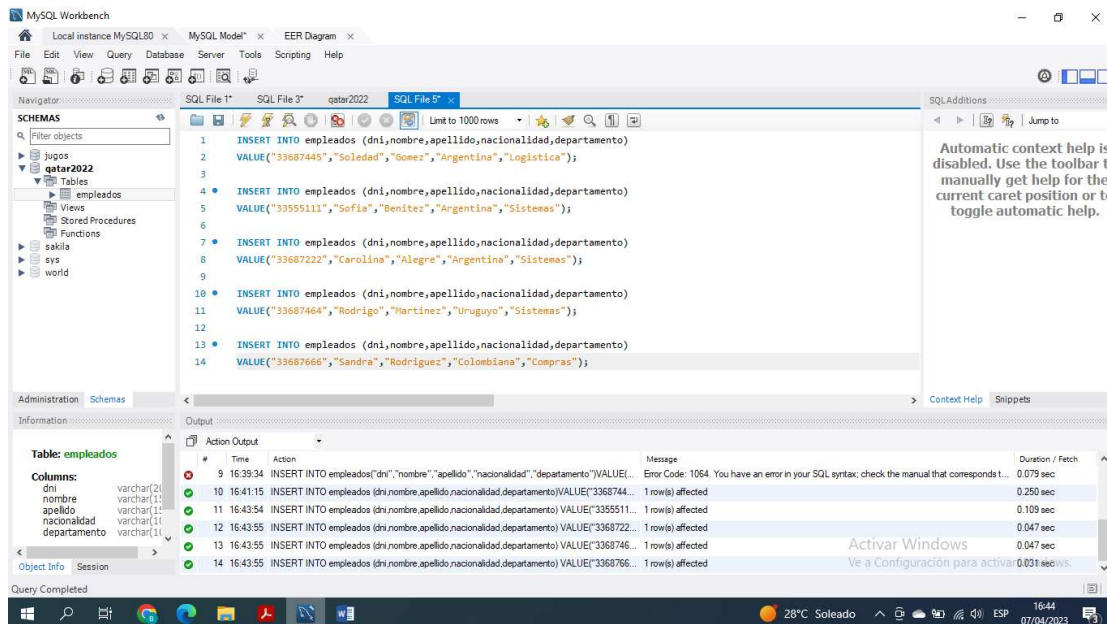 MySQL Workbench
Local instance MySQL80 × MySQL Model* × EER Diagram ×
File Edit View Query Database Server Tools Scripting Help
Navigator
SCHEMAS
Filter objects
jugos
qatar2022
Tables
empleados
Views
Stored Procedures
Functions
sakila
sys
world
Administration Schemas
SQL File 1* SQL File 3* qatar2022 SQL File 5* ×
Limit to 1000 rows
1 INSERT INTO empleados (dni,nombre,apellido,nacionalidad,departamento)
2 VALUE("33687445","Soledad","Gomez","Argentina","Logistica");
3
4 INSERT INTO empleados (dni,nombre,apellido,nacionalidad,departamento)
5 VALUE("33555111","Sofia","Benitez","Argentina","Sistemas");
6
7 INSERT INTO empleados (dni,nombre,apellido,nacionalidad,departamento)
8 VALUE("33687222","Carolina","Alegre","Argentina","Sistemas");
9
10 INSERT INTO empleados (dni,nombre,apellido,nacionalidad,departamento)
11 VALUE("33687464","Rodrigo","Martinez","Uruguyo","Sistemas");
12
13 INSERT INTO empleados (dni,nombre,apellido,nacionalidad,departamento)
14 VALUE("33687666","Sandra","Rodriguez","Colombiana","Compras");
SQLAdditions
Jump to
Automatic context help is
disabled. Use the toolbar t
manually get help for the
current caret position or to
toggle automatic help.
Context Help Snippets
Information
Table: empleados
Columns:
dni varchar(20
nombre varchar(15
apellido varchar(15
nacionalidad varchar(10
departamento varchar(10
Object Info Session
Output
Action Output
# Time Action Message Duration / Fetch
9 16:39:34 INSERT INTO empleados("dni","nombre","apellido","nacionalidad","departamento")VALUE(... Error Code: 1064. You have an error in your SQL syntax; check the manual that corresponds t... 0.079 sec
10 16:41:15 INSERT INTO empleados (dni,nombre,apellido,nacionalidad,departamento)VALUE("3368744... 1 row(s) affected 0.250 sec
11 16:43:54 INSERT INTO empleados (dni,nombre,apellido,nacionalidad,departamento) VALUE("3355511... 1 row(s) affected 0.109 sec
12 16:43:55 INSERT INTO empleados (dni,nombre,apellido,nacionalidad,departamento) VALUE("3368722... 1 row(s) affected 0.047 sec
13 16:43:55 INSERT INTO empleados (dni,nombre,apellido,nacionalidad,departamento) VALUE("3368746... 1 row(s) affected 0.047 sec
14 16:43:55 INSERT INTO empleados (dni,nombre,apellido,nacionalidad,departamento) VALUE("3368766... 1 row(s) affected 0.031 sec
Activar Windows
Ve a Configuración para activar Windows.
Query Completed
28°C Soleado ESP 16:44
07/04/2023